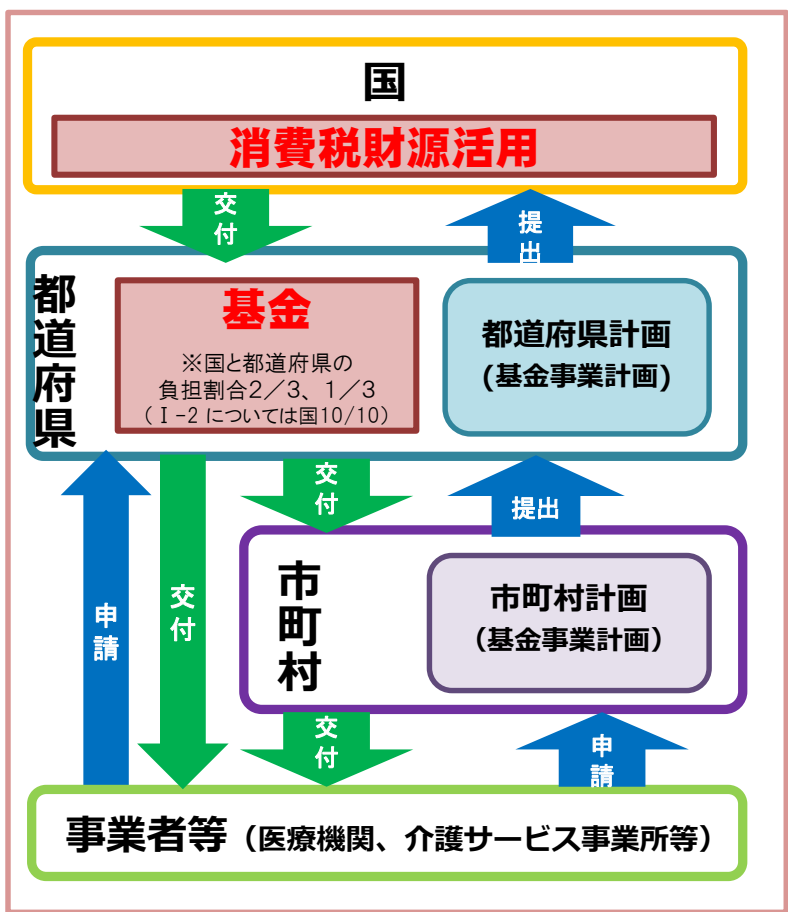 国
消費税財源活用
交付
提出
都道府県
基金
※国と都道府県の
負担割合2／3、1／3
（Ⅰ-2 については国10/10）
都道府県計画
(基金事業計画)
交付
提出
申請
交付
市町村
市町村計画
（基金事業計画）
交付
申請
事業者等（医療機関、介護サービス事業所等）